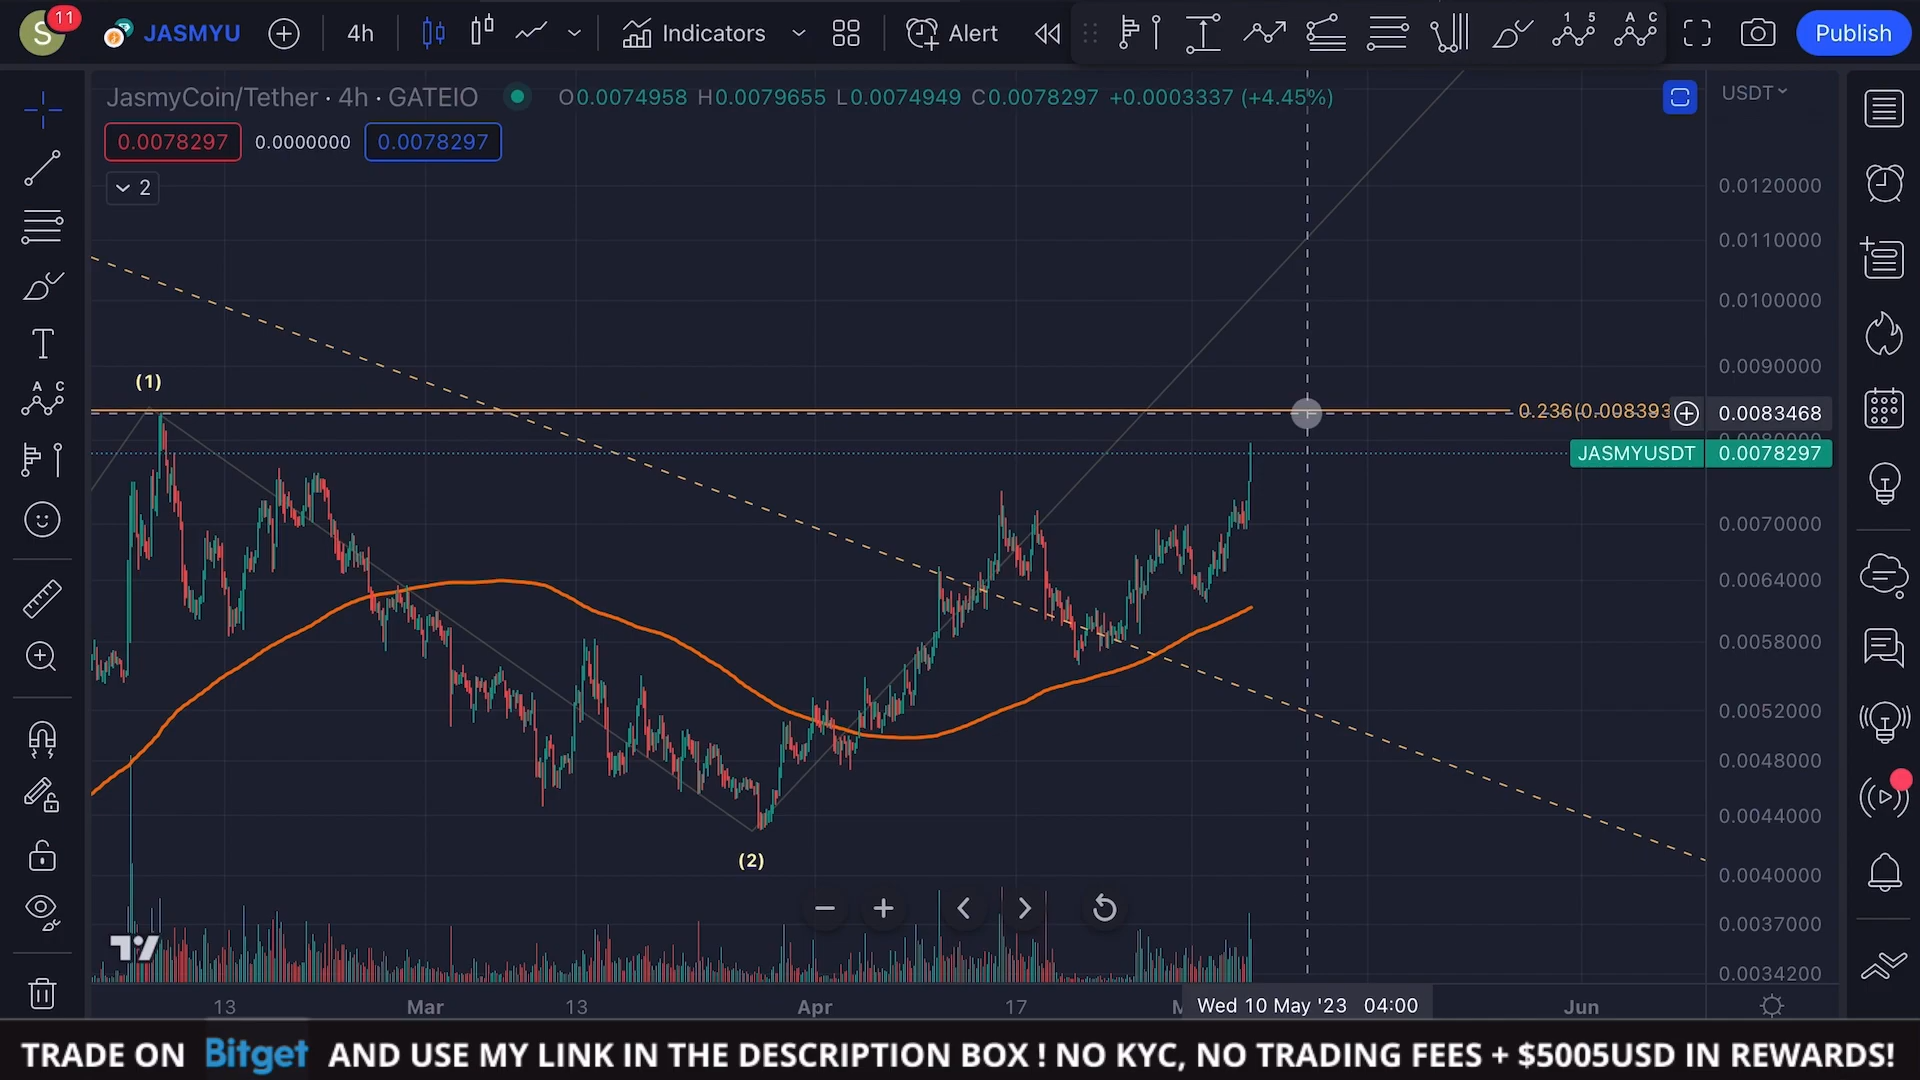 S 11 JASMYU 4h Indicators Alert 1 5 A C Publish
JasmyCoin/Tether · 4h · GATEIO O0.0074958 H0.0079655 L0.0074949 C0.0078297 +0.0003337 (+4.45%) USDT
0.0078297 0.0000000 0.0078297
2
0.0120000
0.0110000
0.0100000
0.0090000
(1)
A C
0.236(0.008393 0.0083468
0.0080000
JASMYUSDT 0.0078297
0.0070000
0.0064000
0.0058000
0.0052000
0.0048000
0.0044000
(2)
0.0040000
0.0037000
0.0034200
13 Mar 13 Apr 17 Wed 10 May '23 04:00 Jun
TRADE ON Bitget AND USE MY LINK IN THE DESCRIPTION BOX ! NO KYC, NO TRADING FEES + $5005USD IN REWARDS!